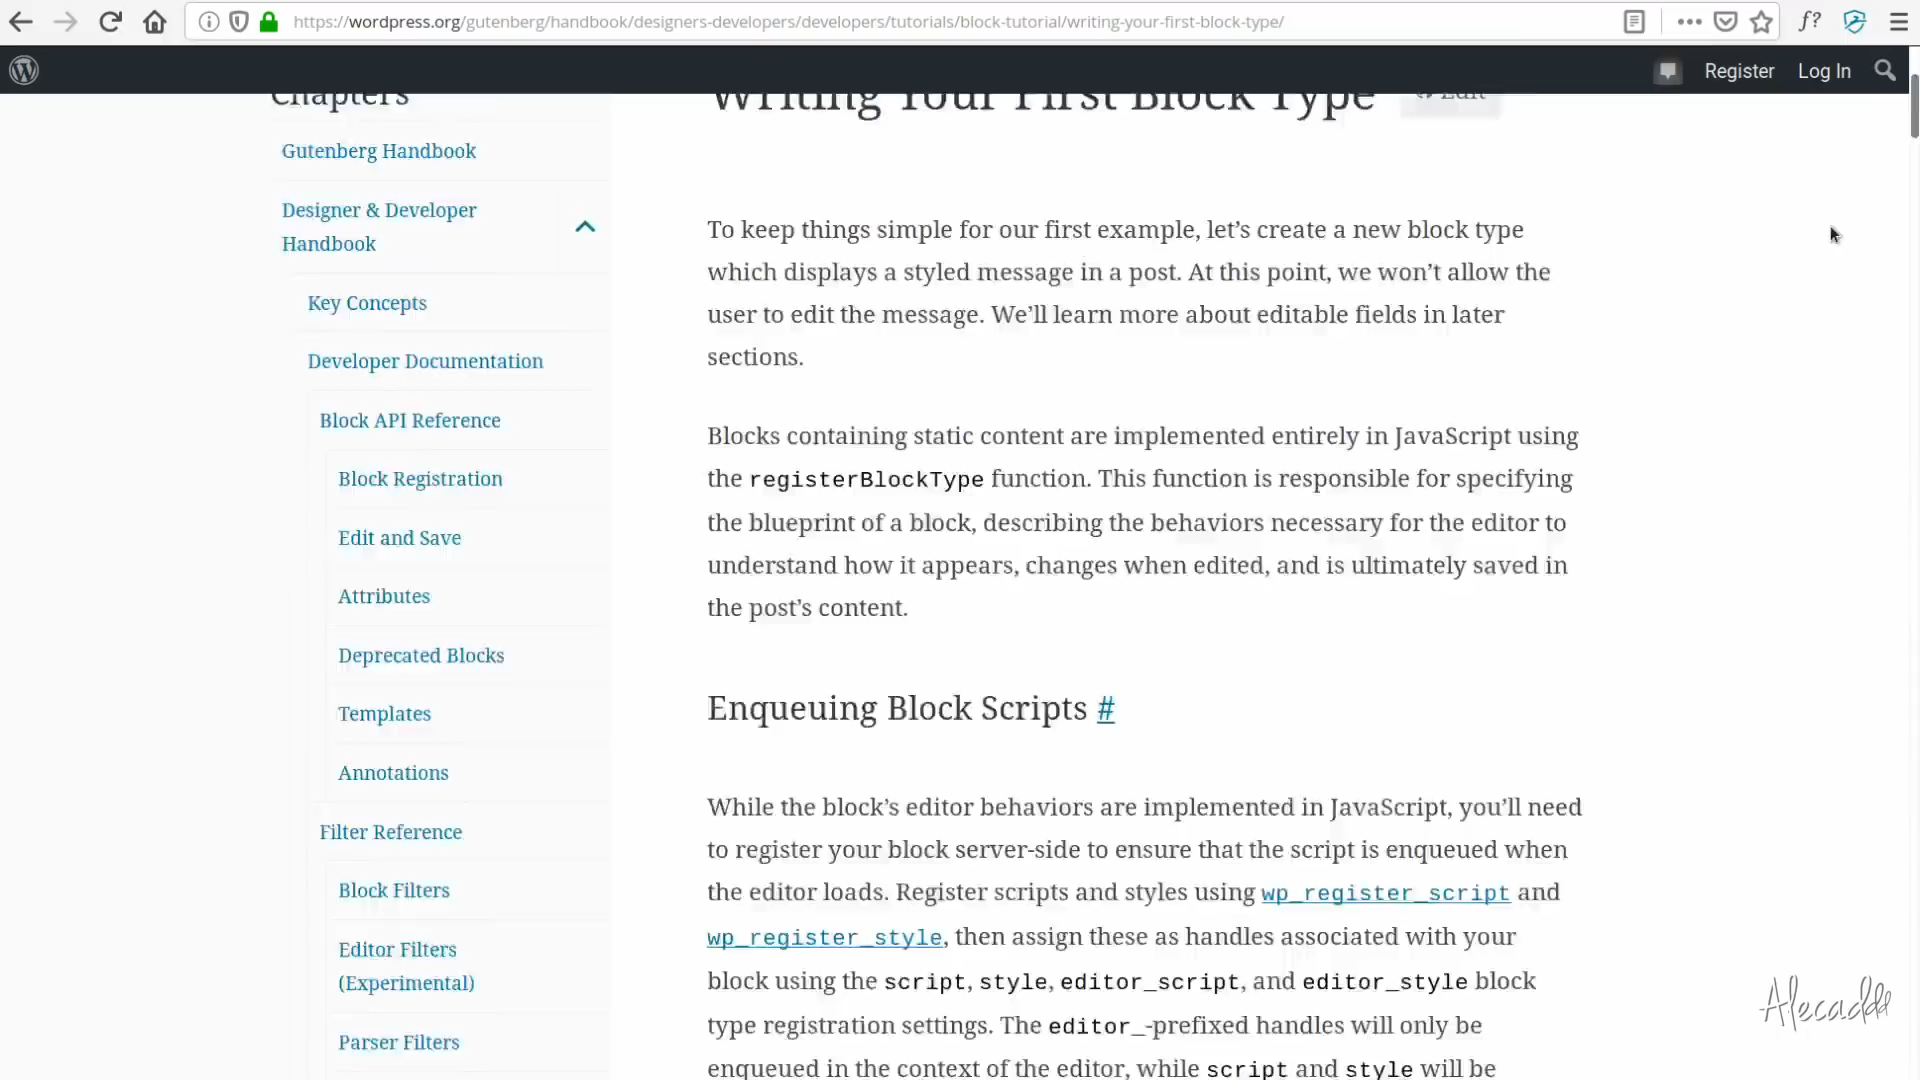 https://wordpress.org/gutenberg/handbook/designers-developers/developers/tutorials/block-tutorial/writing-your-first-block-type/
f?
Register
Log In
Chapters
Gutenberg Handbook
Designer & Developer
Handbook
Key Concepts
Developer Documentation
Block API Reference
Block Registration
Edit and Save
Attributes
Deprecated Blocks
Templates
Annotations
Filter Reference
Block Filters
Editor Filters
(Experimental)
Parser Filters
Writing Your First Block Type
Edit
To keep things simple for our first example, let’s create a new block type
which displays a styled message in a post. At this point, we won’t allow the
user to edit the message. We’ll learn more about editable fields in later
sections.
Blocks containing static content are implemented entirely in JavaScript using
the registerBlockType function. This function is responsible for specifying
the blueprint of a block, describing the behaviors necessary for the editor to
understand how it appears, changes when edited, and is ultimately saved in
the post’s content.
Enqueuing Block Scripts #
While the block’s editor behaviors are implemented in JavaScript, you’ll need
to register your block server-side to ensure that the script is enqueued when
the editor loads. Register scripts and styles using wp_register_script and
wp_register_style, then assign these as handles associated with your
block using the script, style, editor_script, and editor_style block
type registration settings. The editor_-prefixed handles will only be
enqueued in the context of the editor, while script and style will be
Alecaddd